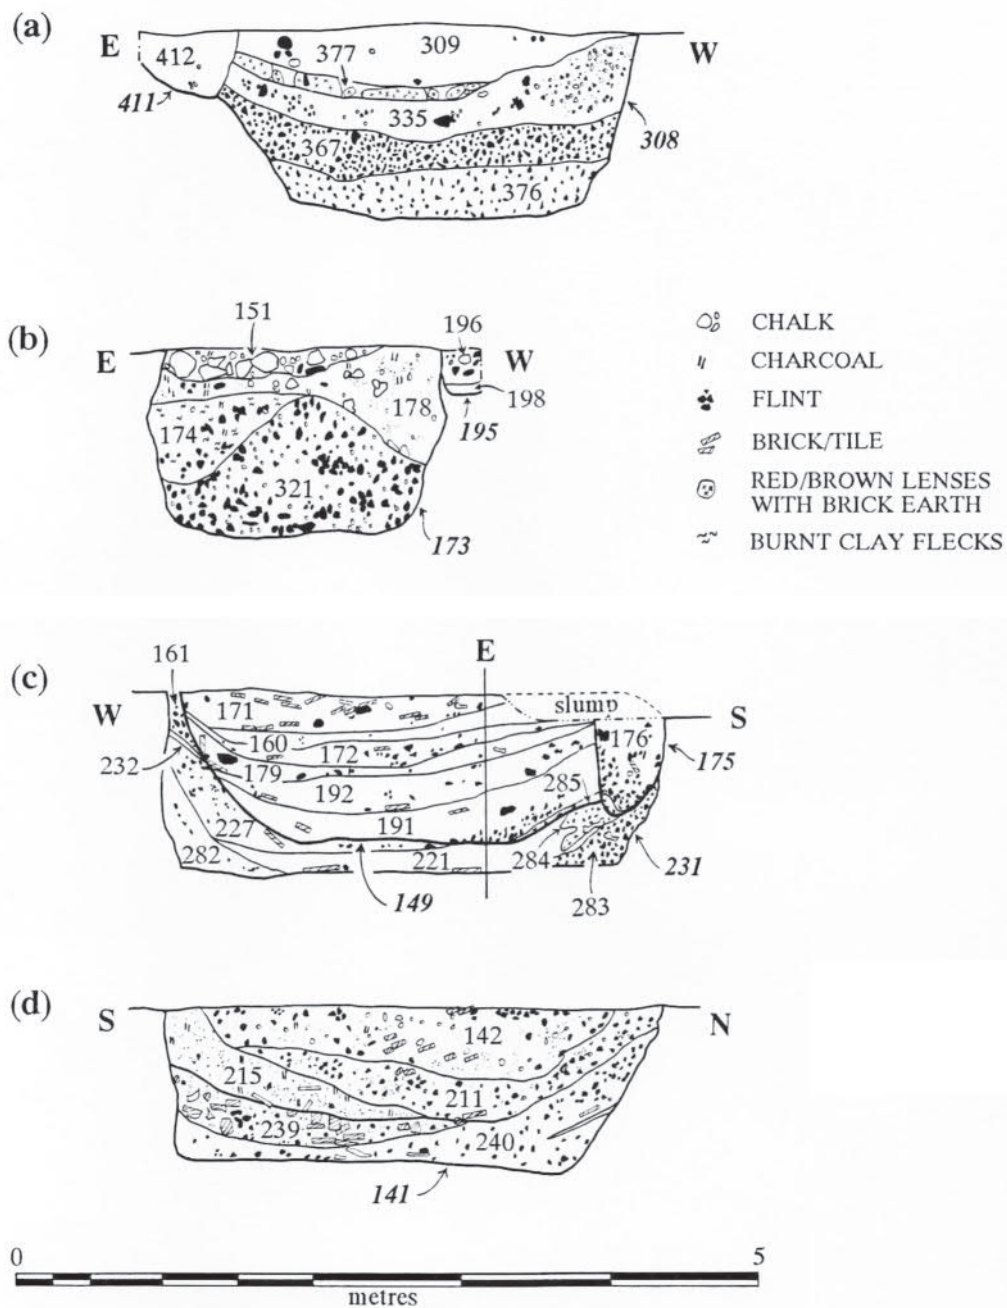 (a)
E
W
412
377
309
411
335
308
367
376
(b)
E
151
196
W
198
195
174
178
321
173
CHALK
CHARCOAL
FLINT
BRICK/TILE
RED/BROWN LENSES
WITH BRICK EARTH
BURNT CLAY FLECKS
(c)
161
E
W
S
slump
171
160
172
176
175
232
179
192
285
191
227
284
221
231
282
149
283
(d)
S
N
142
215
211
239
240
141
0
5
metres